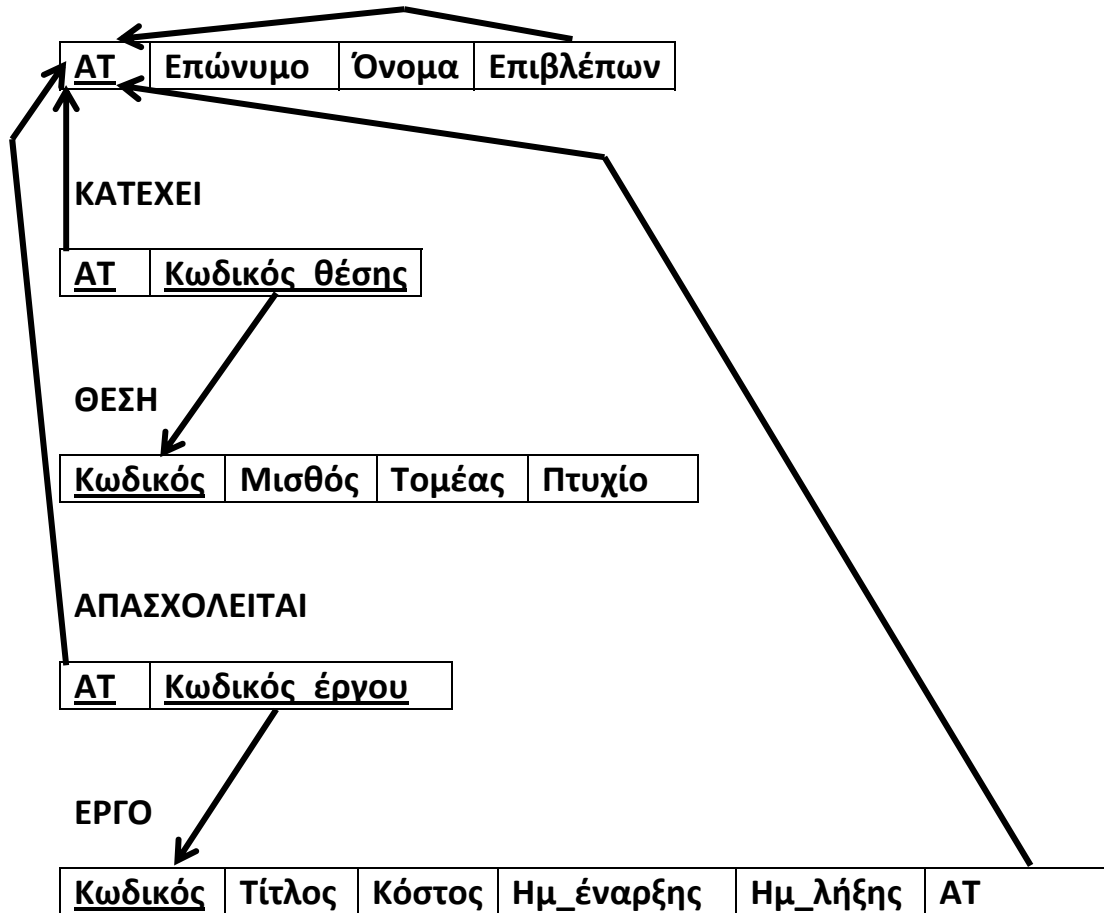 ΑΤ Επώνυμο Όνομα Επιβλέπων
ΚΑΤΕΧΕΙ
ΑΤ Κωδικός_θέσης
ΘΕΣΗ
Κωδικός Μισθός Τομέας Πτυχίο
ΑΠΑΣΧΟΛΕΙΤΑΙ
ΑΤ Κωδικός_έργου
ΕΡΓΟ
Κωδικός Τίτλος Κόστος Ημ_έναρξης Ημ_λήξης ΑΤ